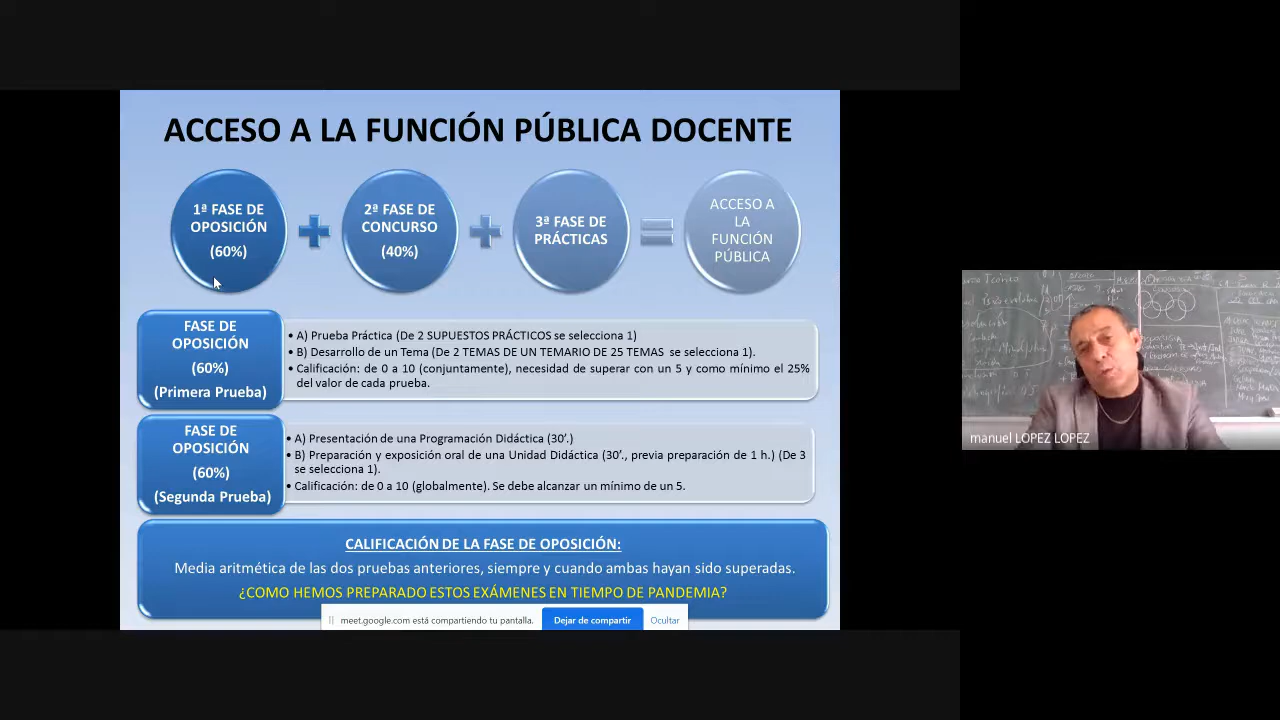 ACCESO A LA FUNCIÓN PÚBLICA DOCENTE
1ª FASE DE
OPOSICIÓN
(60%)
2ª FASE DE
CONCURSO
(40%)
3ª FASE DE
PRÁCTICAS
ACCESO A
LA
FUNCIÓN
PÚBLICA
FASE DE
OPOSICIÓN
(60%)
(Primera Prueba)
• A) Prueba Práctica (De 2 SUPUESTOS PRÁCTICOS se selecciona 1)
• B) Desarrollo de un Tema (De 2 TEMAS DE UN TEMARIO DE 25 TEMAS se selecciona 1).
• Calificación: de 0 a 10 (conjuntamente), necesidad de superar con un 5 y como mínimo el 25%
del valor de cada prueba.
FASE DE
OPOSICIÓN
(60%)
(Segunda Prueba)
• A) Presentación de una Programación Didáctica (30’.)
• B) Preparación y exposición oral de una Unidad Didáctica (30’., previa preparación de 1 h.) (De 3
se selecciona 1).
• Calificación: de 0 a 10 (globalmente). Se debe alcanzar un mínimo de un 5.
CALIFICACIÓN DE LA FASE DE OPOSICIÓN:
Media aritmética de las dos pruebas anteriores, siempre y cuando ambas hayan sido superadas.
¿COMO HEMOS PREPARADO ESTOS EXÁMENES EN TIEMPO DE PANDEMIA?
meet.google.com está compartiendo tu pantalla.
Dejar de compartir
Ocultar
manuel LOPEZ LOPEZ